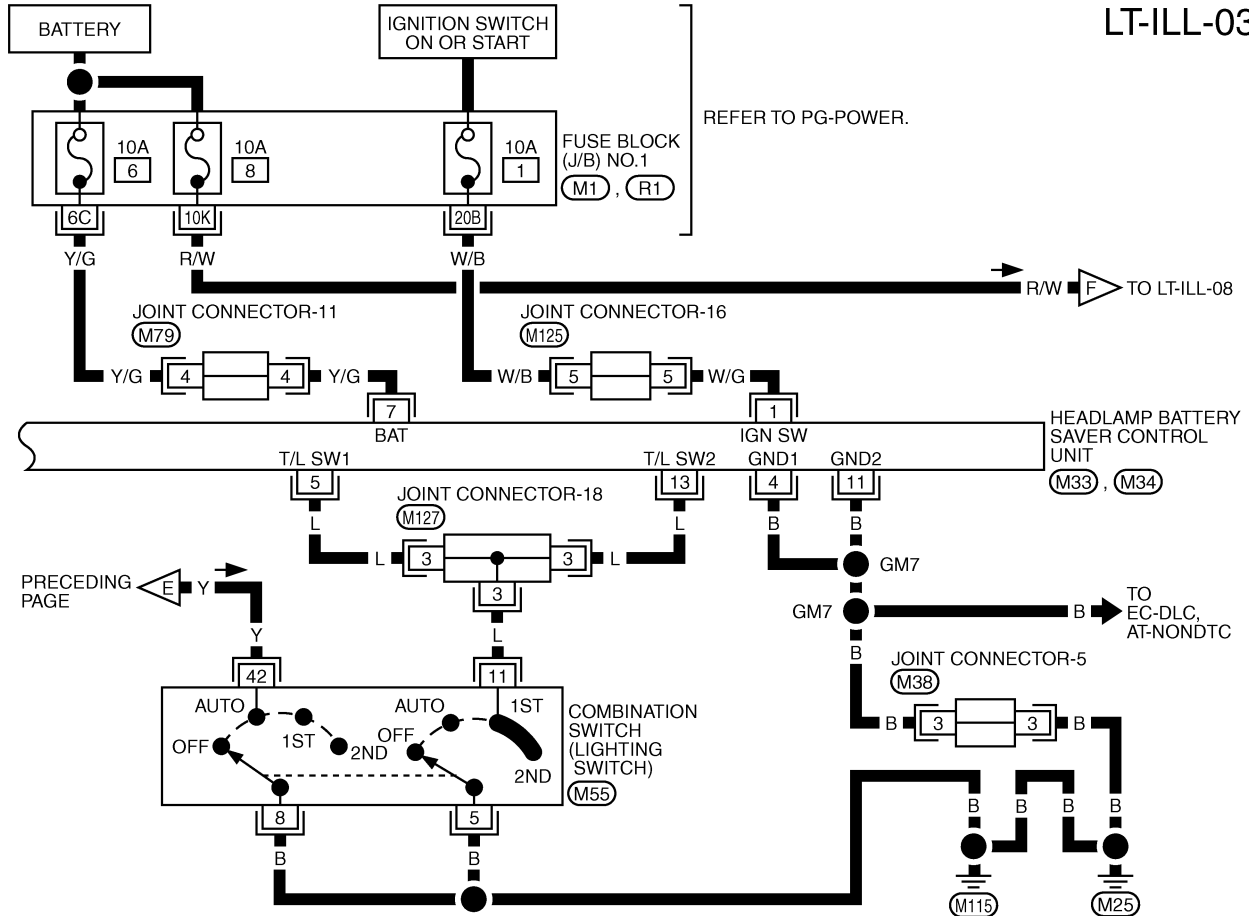 LT-ILL-03
BATTERY
IGNITION SWITCH
ON OR START
REFER TO PG-POWER.
10A
6
10A
8
10A
1
FUSE BLOCK
(J/B) NO.1
M1 , R1
6C
10K
20B
Y/G
R/W
W/B
R/W
F
TO LT-ILL-08
JOINT CONNECTOR-11
M79
JOINT CONNECTOR-16
M125
Y/G
4
4
Y/G
W/B
5
5
W/G
7
1
BAT
IGN SW
HEADLAMP BATTERY
SAVER CONTROL
UNIT
M33 , M34
T/L SW1
T/L SW2
GND1
GND2
5
13
4
11
JOINT CONNECTOR-18
M127
L
L
B
B
L
3
3
L
3
GM7
PRECEDING
PAGE
E
Y
GM7
B
TO
EC-DLC,
AT-NONDTC
Y
L
B
JOINT CONNECTOR-5
M38
42
11
AUTO
OFF
1ST
2ND
AUTO
OFF
1ST
2ND
COMBINATION
SWITCH
(LIGHTING
SWITCH)
M55
B
3
3
B
8
5
B
B
B
B
B
B
M115
M25